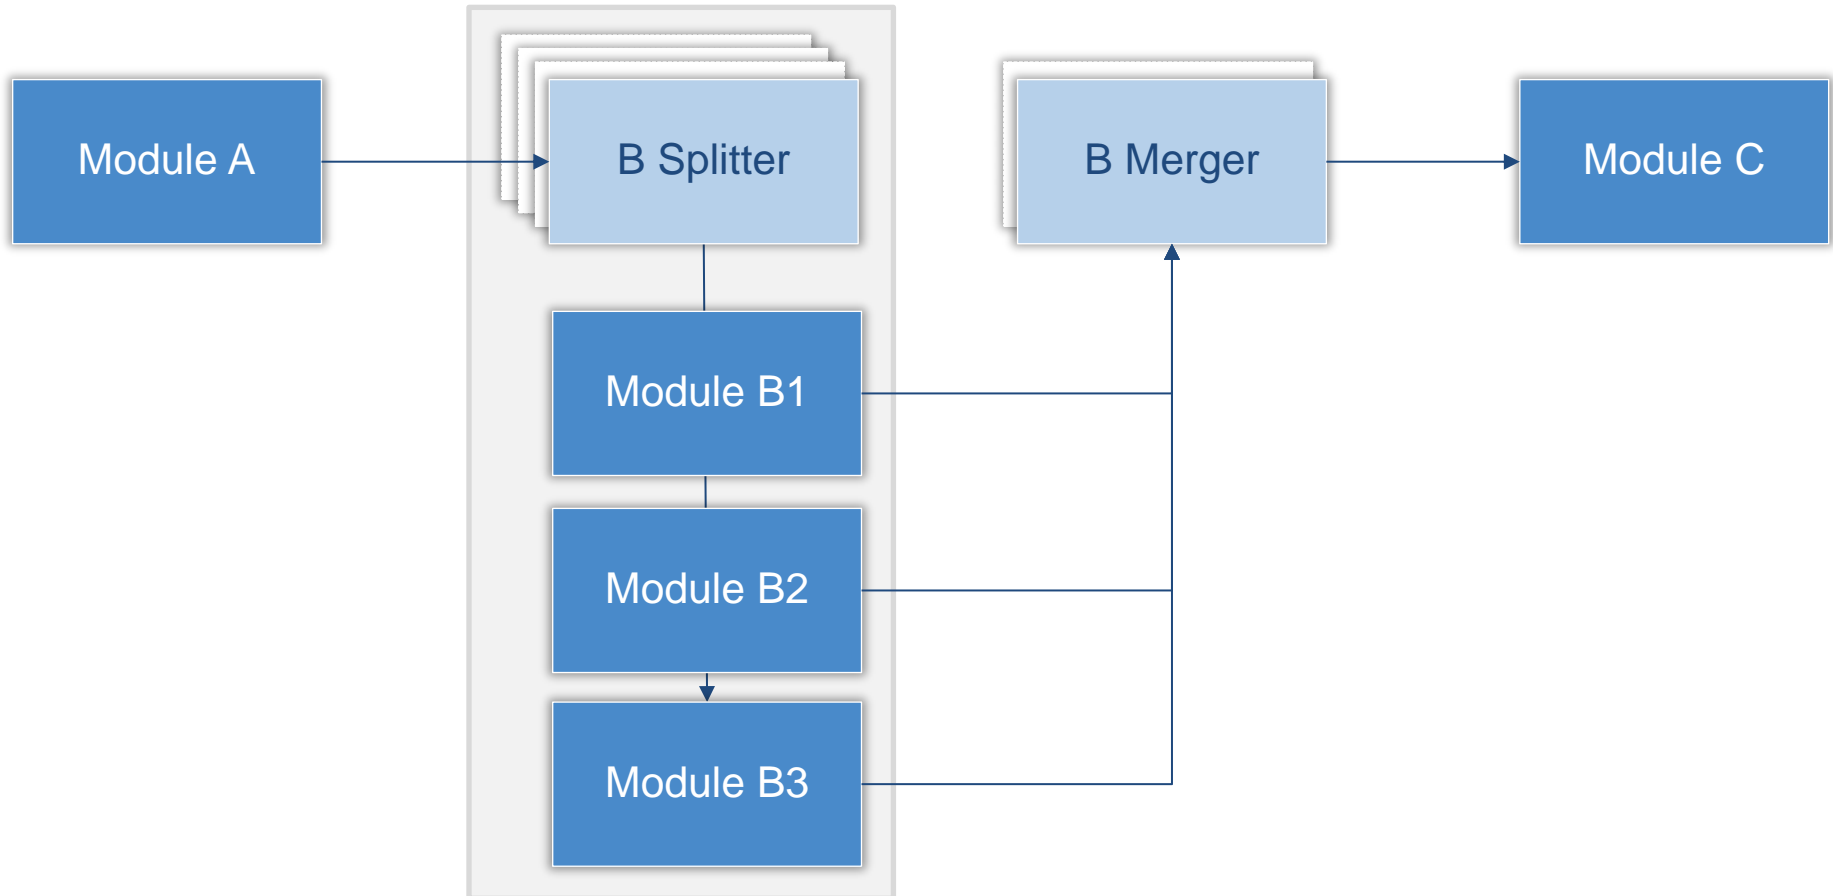 Module A
B Splitter
B Merger
Module C
Module B1
Module B2
Module B3